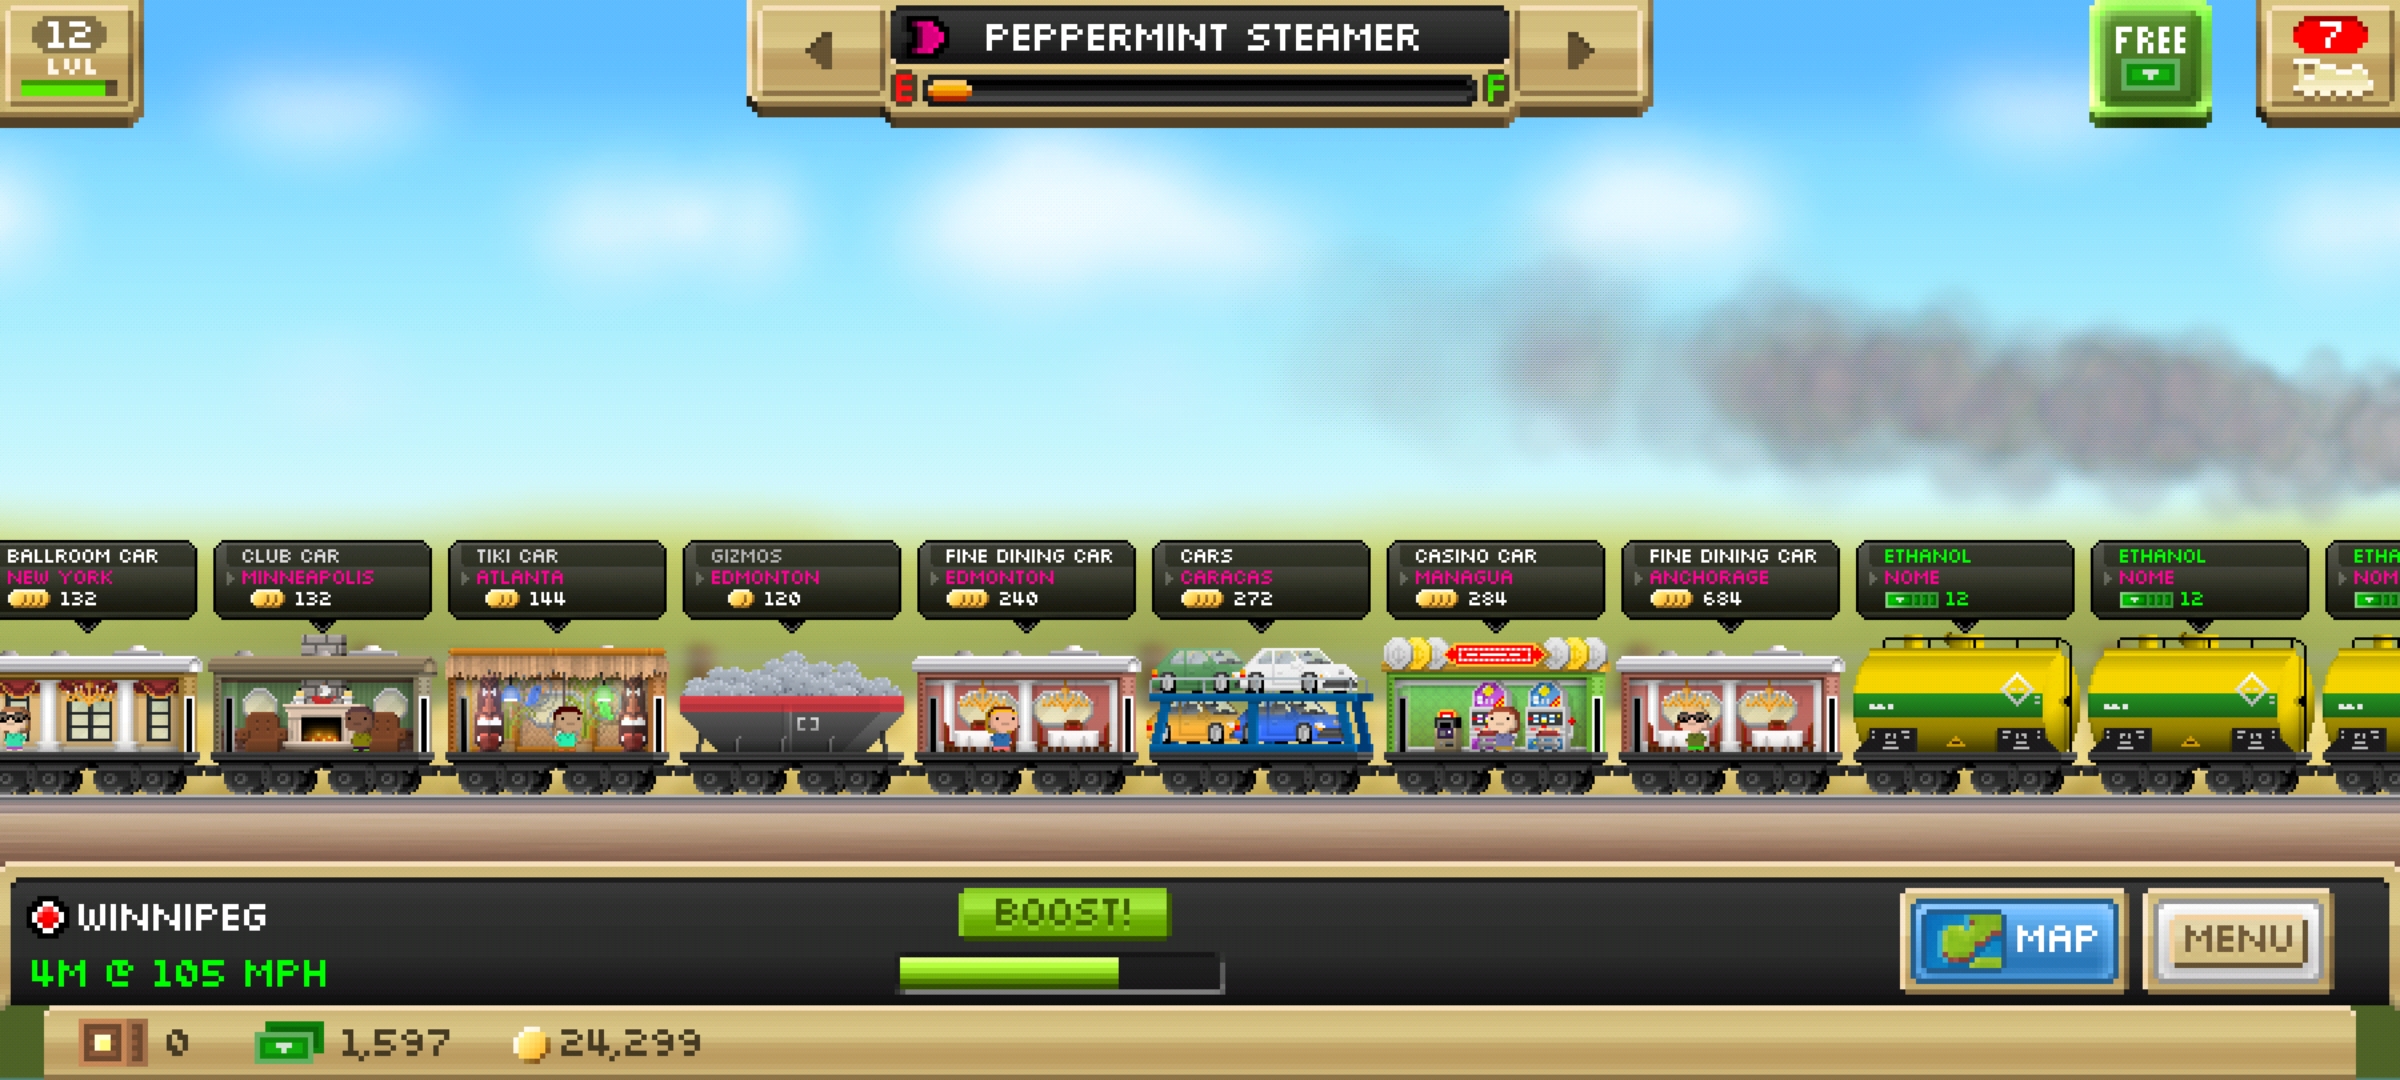 12
LVL
PEPPERMINT STEAMER
E
F
FREE
7
BALLROOM CAR
NEW YORK
132
CLUB CAR
MINNEAPOLIS
132
TIKI CAR
ATLANTA
144
GIZMOS
EDMONTON
120
FINE DINING CAR
EDMONTON
240
CARS
CARACAS
272
CASINO CAR
MANAGUA
284
FINE DINING CAR
ANCHORAGE
684
ETHANOL
NOME
12
ETHANOL
NOME
12
ETHA
NOM
WINNIPEG
4M @ 105 MPH
BOOST!
MAP
MENU
0
1,597
24,299